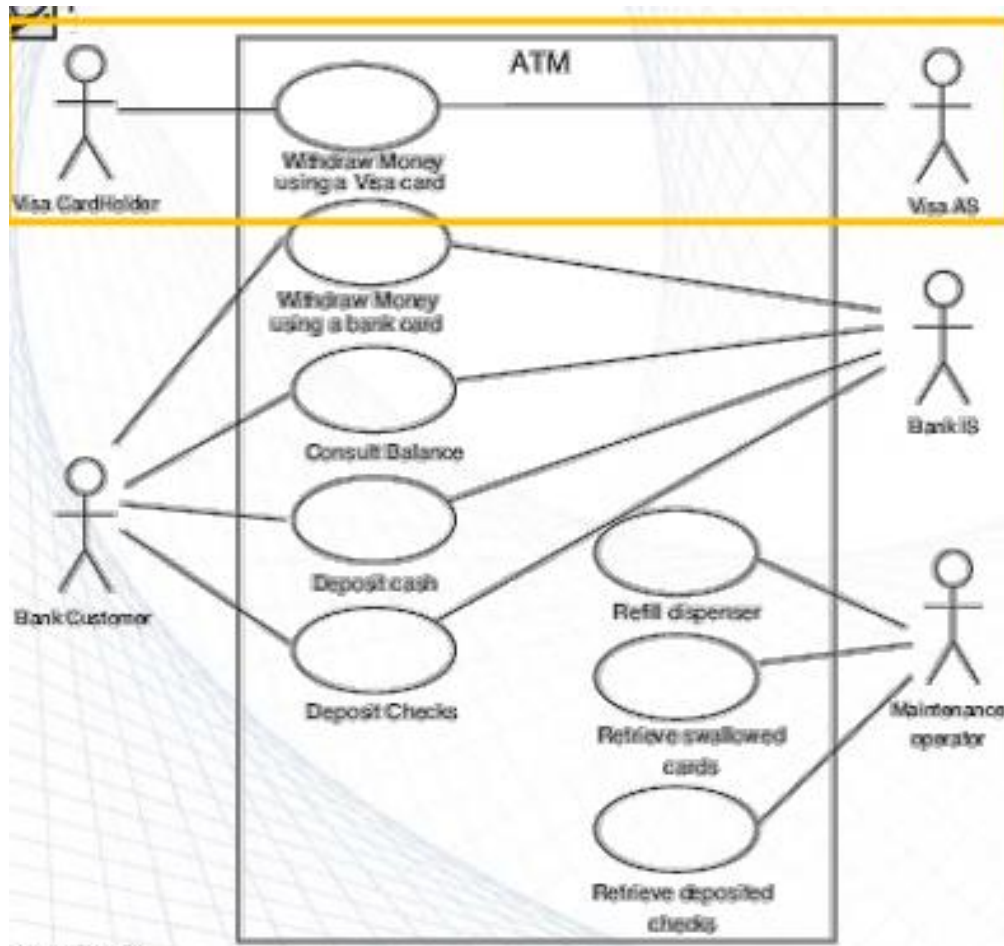 ATM
Withdraw Money
using a Visa card
Visa CardHolder
Visa AS
Withdraw Money
using a bank card
Bank IS
Consult Balance
Deposit cash
Refill dispenser
Bank Customer
Deposit Checks
Maintenance
operator
Retrieve swallowed
cards
Retrieve deposited
checks